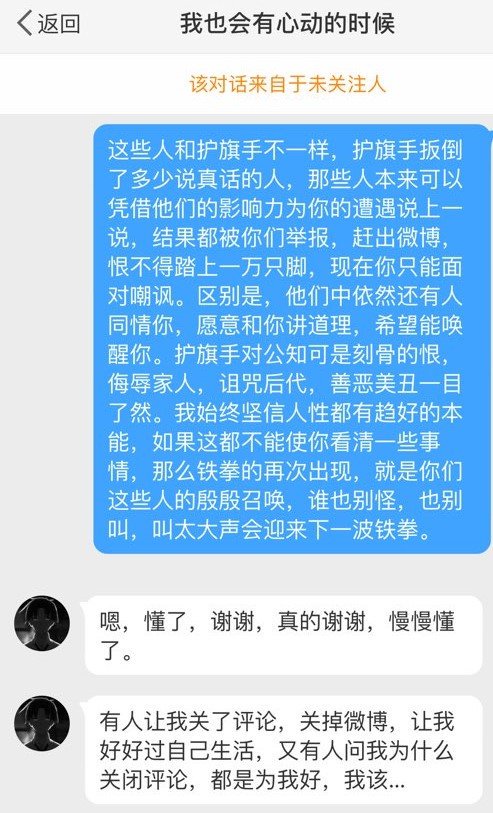 返回
我也会有心动的时候
该对话来自于未关注人
这些人和护旗手不一样，护旗手扳倒
了多少说真话的人，那些人本来可以
凭借他们的影响力为你的遭遇说上一
说，结果都被你们举报，赶出微博，
恨不得踏上一万只脚，现在你只能面
对嘲讽。区别是，他们中依然还有人
同情你，愿意和你讲道理，希望能唤
醒你。护旗手对公知可是刻骨的恨，
侮辱家人，诅咒后代，善恶美丑一目
了然。我始终坚信人性都有趋好的本
能，如果这都不能使你看清一些事
情，那么铁拳的再次出现，就是你们
这些人的殷殷召唤，谁也别怪，也别
叫，叫太大声会迎来下一波铁拳。
嗯，懂了，谢谢，真的谢谢，慢慢懂
了。
有人让我关了评论，关掉微博，让我
好好过自己生活，又有人问我为什么
关闭评论，都是为我好，我该...